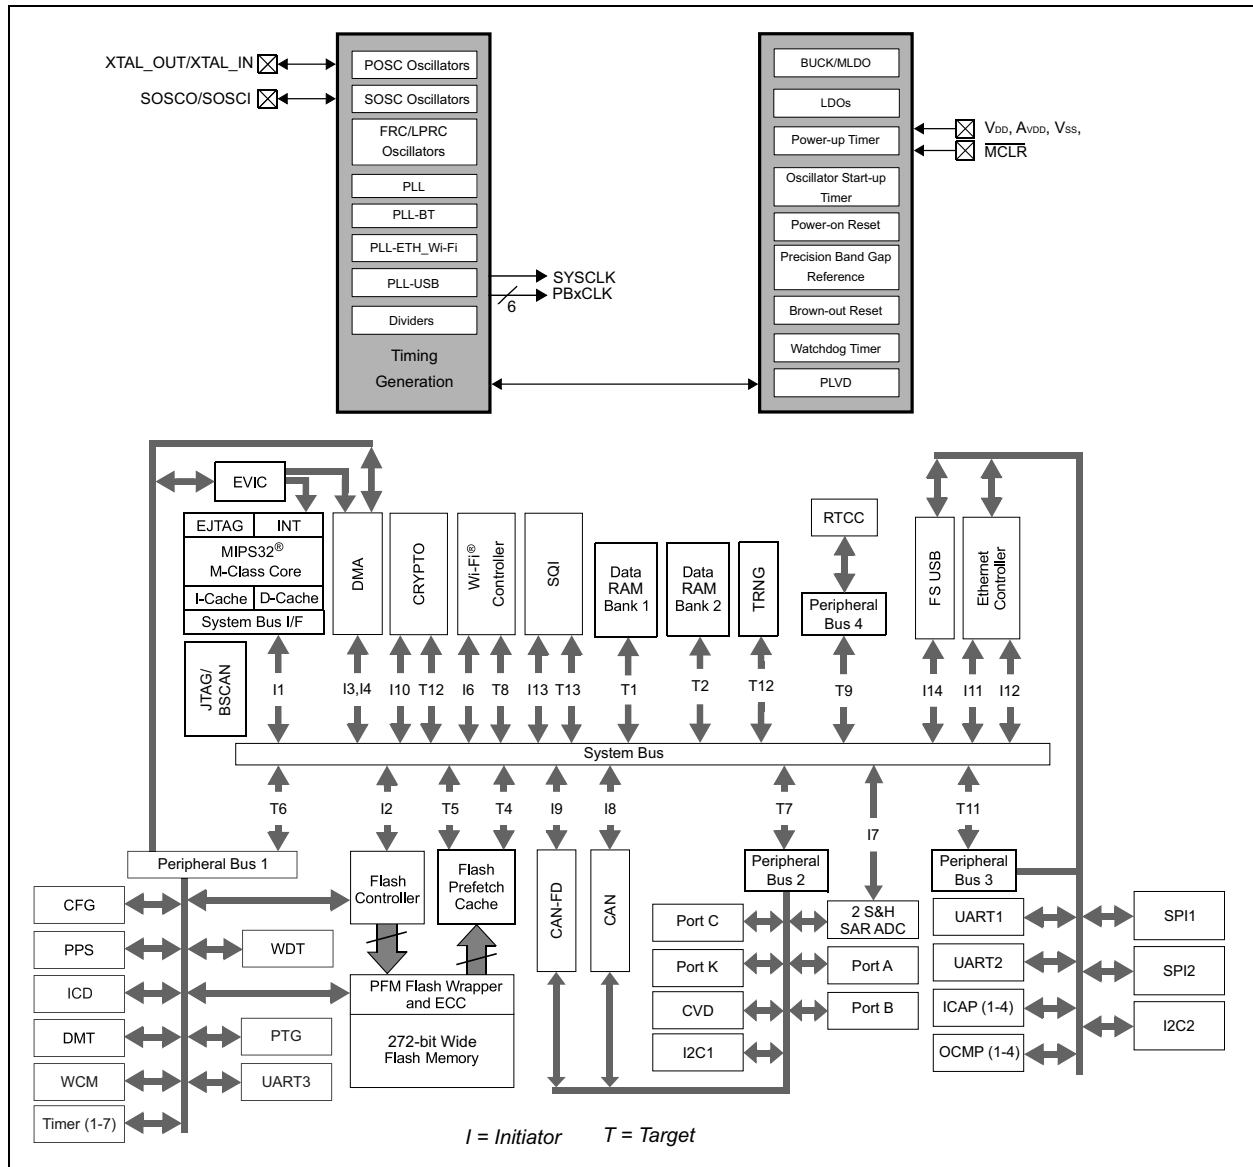 XTAL_OUT/XTAL_IN
SOSCO/SOSCI
POSC Oscillators
SOSC Oscillators
FRC/LPRC
Oscillators
PLL
PLL-BT
PLL-ETH_Wi-Fi
PLL-USB
Dividers
Timing
Generation
SYSCLK
PBxCLK
6
BUCK/MLDO
LDOs
Power-up Timer
Oscillator Start-up
Timer
Power-on Reset
Precision Band Gap
Reference
Brown-out Reset
Watchdog Timer
PLVD
VDD, AVDD, VSS,
MCLR
EVIC
EJTAG
INT
MIPS32®
M-Class Core
I-Cache
D-Cache
System Bus I/F
JTAG/
BSCAN
DMA
CRYPTO
Wi-Fi®
Controller
SQI
Data
RAM
Bank 1
Data
RAM
Bank 2
TRNG
RTCC
Peripheral
Bus 4
FS USB
Ethernet
Controller
I1
I3,I4
I10
T12
I6
T8
I13
T13
T1
T2
T12
T9
I14
I11
I12
System Bus
T6
I2
T5
T4
I9
I8
T7
I7
T11
Peripheral Bus 1
CFG
PPS
ICD
DMT
WCM
Timer (1-7)
WDT
PTG
UART3
Flash
Controller
Flash
Prefetch
Cache
PFM Flash Wrapper
and ECC
272-bit Wide
Flash Memory
CAN-FD
CAN
Peripheral
Bus 2
Port C
Port K
CVD
I2C1
2 S&H
SAR ADC
Port A
Port B
Peripheral
Bus 3
UART1
UART2
ICAP (1-4)
OCMP (1-4)
SPI1
SPI2
I2C2
I = Initiator
T = Target